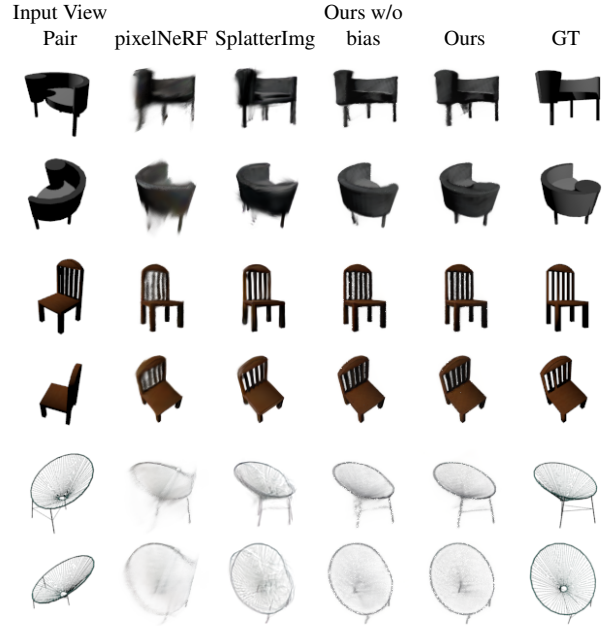 Input View Pair
pixelNeRF
SplatterImg
Ours w/o bias
Ours
GT